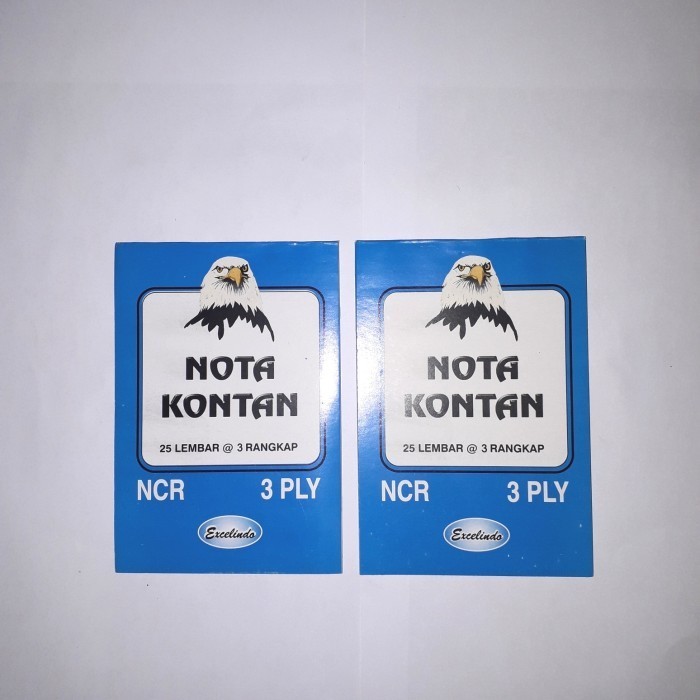 NOTA
KONTAN
25 LEMBAR @ 3 RANGKAP
NCR 3 PLY
Excelindo
NOTA
KONTAN
25 LEMBAR @ 3 RANGKAP
NCR 3 PLY
Excelindo